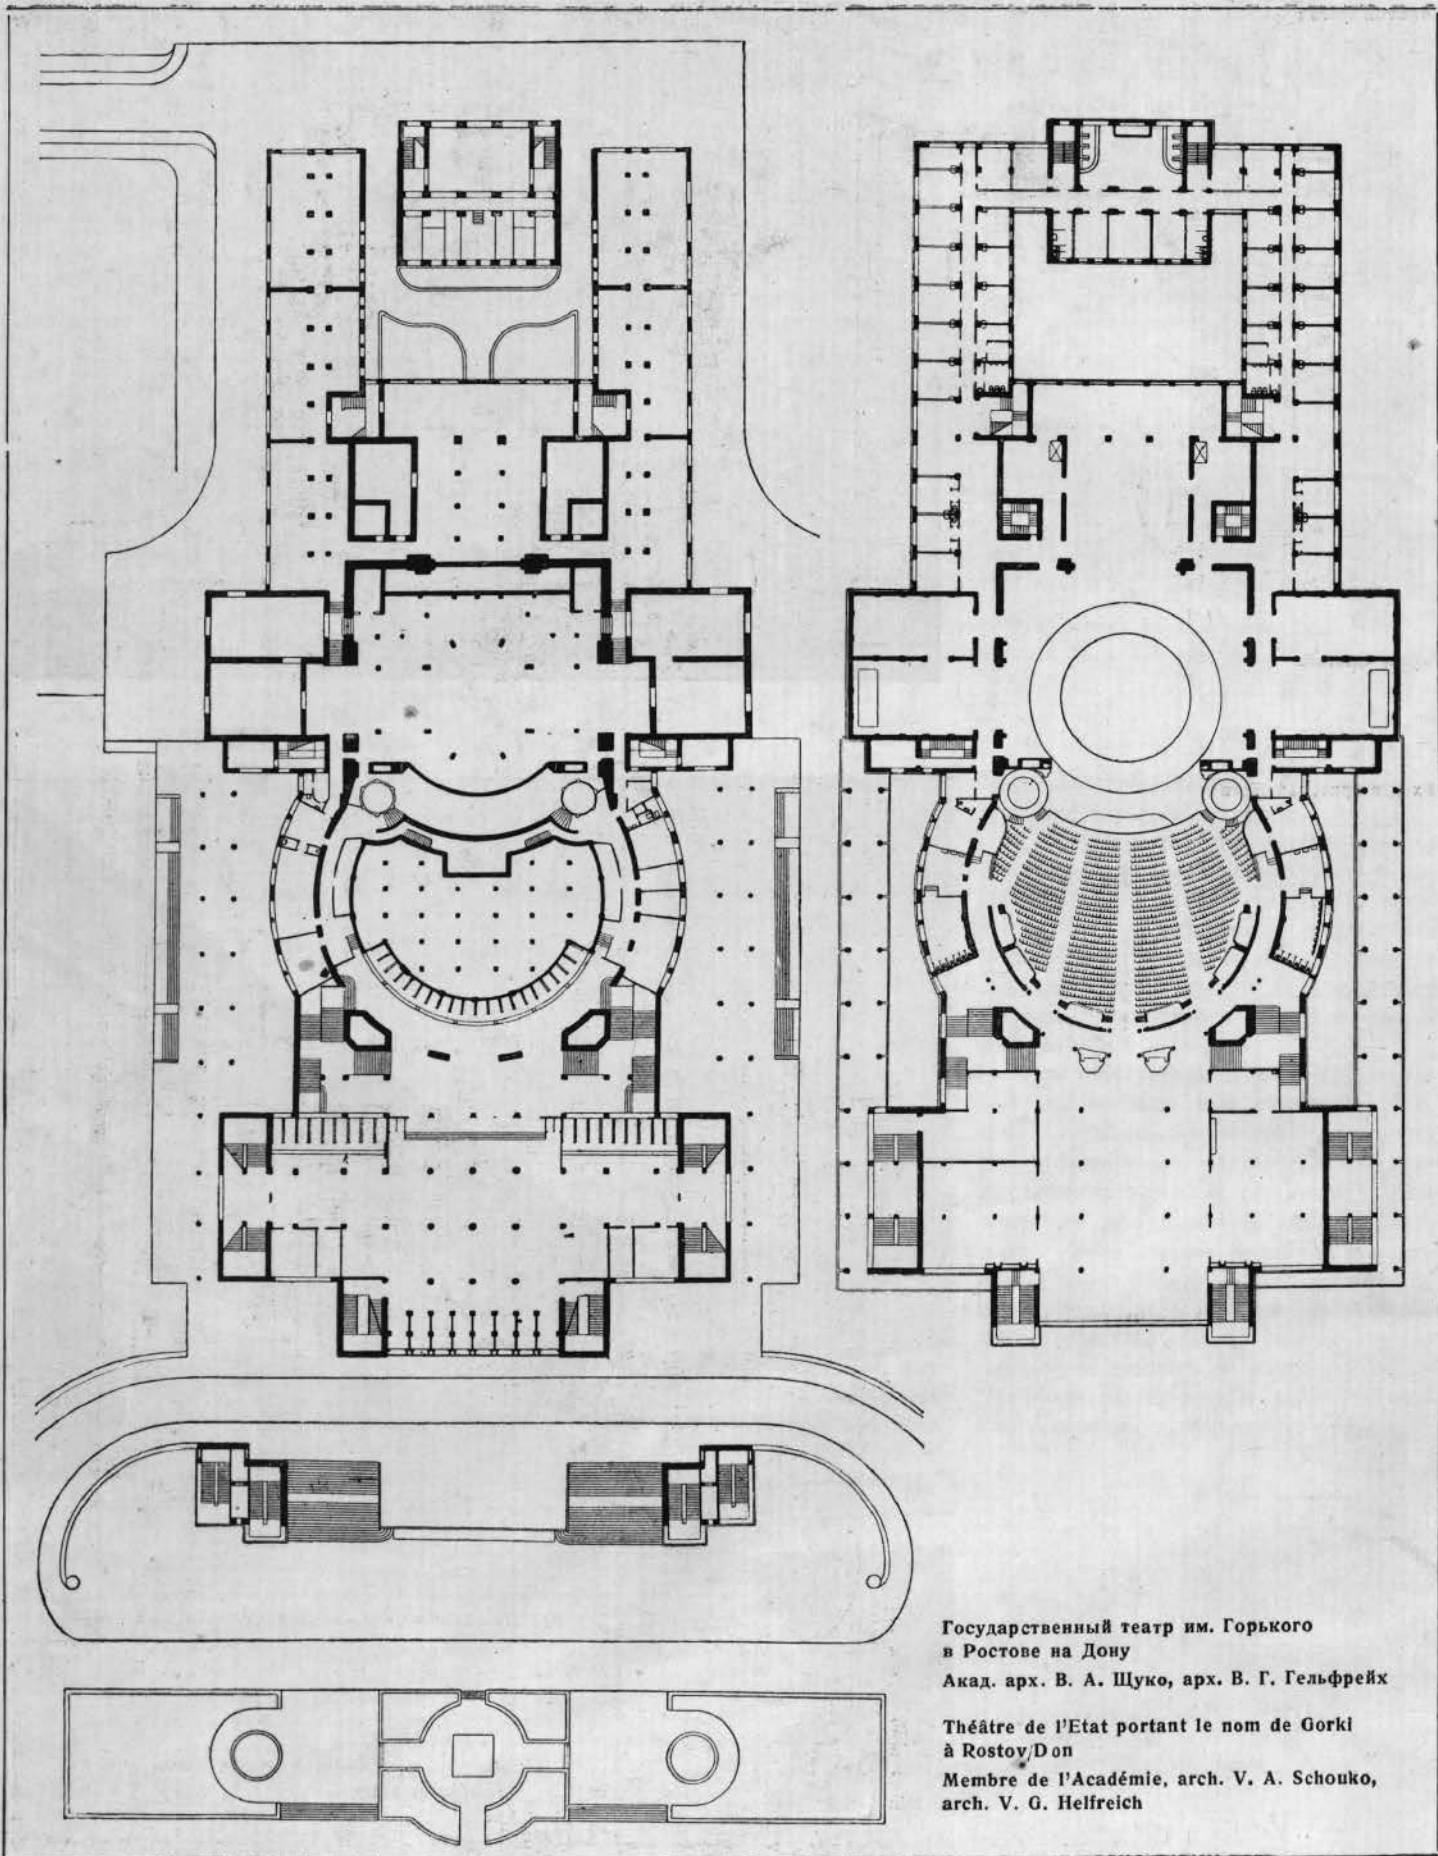 Государственный театр им. Горького
в Ростове на Дону
Акад. арх. В. А. Щуко, арх. В. Г. Гельфрейх
Théâtre de l'Etat portant le nom de Gorki
à Rostov/Don
Membre de l'Académie, arch. V. A. Schouko,
arch. V. G. Helfreich